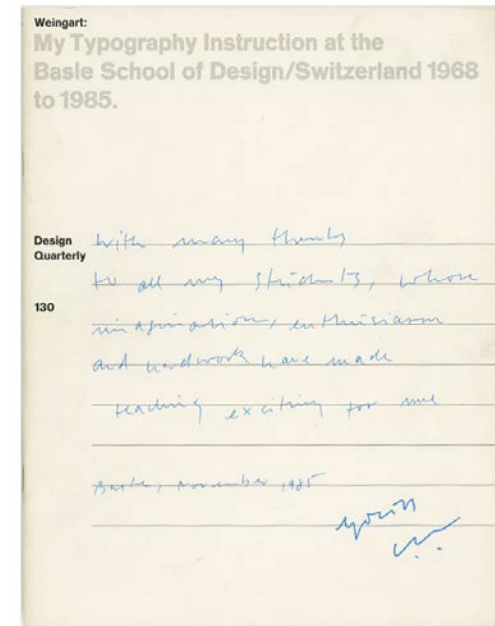 Weingart:
My Typography Instruction at the
Basle School of Design/Switzerland 1968
to 1985.
Design
Quarterly
130
with many thanks
to all my students, whose
imagination, enthusiasm
and hardwork have made
teaching exciting for me
Basle, November 1985